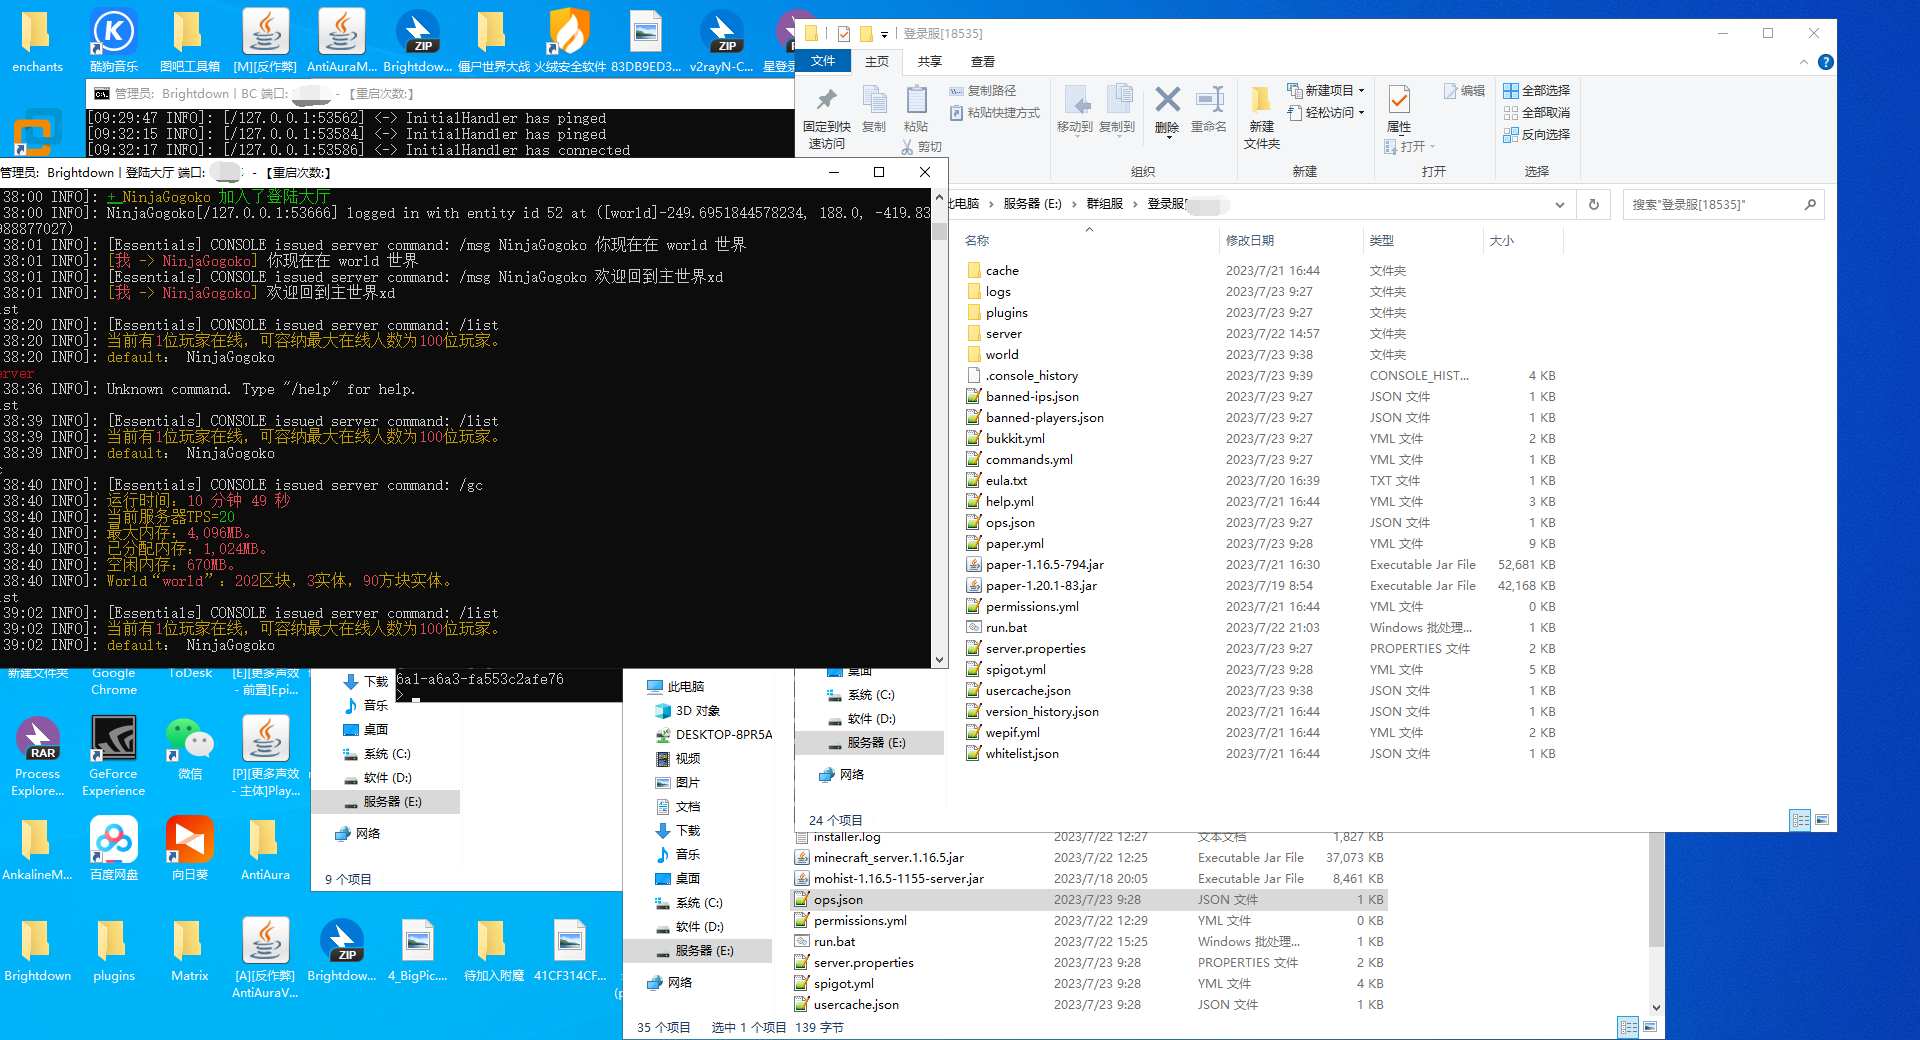 enchants
酷狗音乐
图吧工具箱
[M][反作弊]
AntiAuraM...
Brightdow...
僵尸世界大战
火绒安全软件
83DB9ED3...
v2rayN-C...
管理员: Brightdown | BC 端口: - 【重启次数:】
[09:29:47 INFO]: [/127.0.0.1:53562] <-> InitialHandler has pinged
[09:32:15 INFO]: [/127.0.0.1:53584] <-> InitialHandler has pinged
[09:32:17 INFO]: [/127.0.0.1:53586] <-> InitialHandler has connected
管理员: Brightdown | 登陆大厅 端口: - 【重启次数:】
38:00 INFO]: + NinjaGogoko 加入了登陆大厅
38:00 INFO]: NinjaGogoko[/127.0.0.1:53666] logged in with entity id 52 at ([world]-249.6951844578234, 188.0, -419.83
988877027)
38:01 INFO]: [Essentials] CONSOLE issued server command: /msg NinjaGogoko 你现在在 world 世界
38:01 INFO]: [我 -> NinjaGogoko] 你现在在 world 世界
38:01 INFO]: [Essentials] CONSOLE issued server command: /msg NinjaGogoko 欢迎回到主世界xd
38:01 INFO]: [我 -> NinjaGogoko] 欢迎回到主世界xd
ist
38:20 INFO]: [Essentials] CONSOLE issued server command: /list
38:20 INFO]: 当前有1位玩家在线，可容纳最大在线人数为100位玩家。
38:20 INFO]: default： NinjaGogoko
erver
38:36 INFO]: Unknown command. Type "/help" for help.
ist
38:39 INFO]: [Essentials] CONSOLE issued server command: /list
38:39 INFO]: 当前有1位玩家在线，可容纳最大在线人数为100位玩家。
38:39 INFO]: default： NinjaGogoko
c
38:40 INFO]: [Essentials] CONSOLE issued server command: /gc
38:40 INFO]: 运行时间：10 分钟 49 秒
38:40 INFO]: 当前服务器TPS=20
38:40 INFO]: 最大内存：4,096MB。
38:40 INFO]: 已分配内存：1,024MB。
38:40 INFO]: 空闲内存：670MB。
38:40 INFO]: World“world”：202区块，3实体，90方块实体。
ist
39:02 INFO]: [Essentials] CONSOLE issued server command: /list
39:02 INFO]: 当前有1位玩家在线，可容纳最大在线人数为100位玩家。
39:02 INFO]: default： NinjaGogoko
登录服[18535]
文件 主页 共享 查看
固定到快速访问
复制
粘贴
复制路径
粘贴快捷方式
剪切
移动到 复制到 删除 重命名
组织
新建文件夹
新建项目
轻松访问
新建
属性
打开
编辑
打开
全部选择
全部取消
反向选择
选择
此电脑 › 服务器 (E:) › 群组服 › 登录服
搜索"登录服[18535]"
名称 修改日期 类型 大小
cache 2023/7/21 16:44 文件夹
logs 2023/7/23 9:27 文件夹
plugins 2023/7/23 9:27 文件夹
server 2023/7/22 14:57 文件夹
world 2023/7/23 9:38 文件夹
.console_history 2023/7/23 9:39 CONSOLE_HIST... 4 KB
banned-ips.json 2023/7/23 9:27 JSON 文件 1 KB
banned-players.json 2023/7/23 9:27 JSON 文件 1 KB
bukkit.yml 2023/7/23 9:27 YML 文件 2 KB
commands.yml 2023/7/23 9:27 YML 文件 1 KB
eula.txt 2023/7/20 16:39 TXT 文件 1 KB
help.yml 2023/7/21 16:44 YML 文件 3 KB
ops.json 2023/7/23 9:27 JSON 文件 1 KB
paper.yml 2023/7/23 9:28 YML 文件 9 KB
paper-1.16.5-794.jar 2023/7/21 16:30 Executable Jar File 52,681 KB
paper-1.20.1-83.jar 2023/7/19 8:54 Executable Jar File 42,168 KB
permissions.yml 2023/7/21 16:44 YML 文件 0 KB
run.bat 2023/7/22 21:03 Windows 批处理... 1 KB
server.properties 2023/7/23 9:27 PROPERTIES 文件 2 KB
spigot.yml 2023/7/23 9:28 YML 文件 5 KB
usercache.json 2023/7/23 9:38 JSON 文件 1 KB
version_history.json 2023/7/21 16:44 JSON 文件 1 KB
wepif.yml 2023/7/21 16:44 YML 文件 2 KB
whitelist.json 2023/7/21 16:44 JSON 文件 1 KB
桌面
系统 (C:)
软件 (D:)
服务器 (E:)
网络
24 个项目
新建文件夹
Google Chrome
ToDesk
[E][更多声效 - 前置]Epi...
Process Explore...
GeForce Experience
微信
[P][更多声效 - 主体]Play...
AnkalineM...
百度网盘
向日葵
AntiAura
Brightdown
plugins
Matrix
[A][反作弊] AntiAuraV...
Brightdow...
4_BigPic...
待加入附魔
41CF314CF...
下载
音乐
桌面
系统 (C:)
软件 (D:)
服务器 (E:)
网络
9 个项目
6a1-a6a3-fa553c2afe76
>
此电脑
3D 对象
DESKTOP-8PR5A
视频
图片
文档
下载
音乐
桌面
系统 (C:)
软件 (D:)
服务器 (E:)
网络
installer.log 2023/7/22 12:27 文本文档 1,827 KB
minecraft_server.1.16.5.jar 2023/7/22 12:25 Executable Jar File 37,073 KB
mohist-1.16.5-1155-server.jar 2023/7/18 20:05 Executable Jar File 8,461 KB
ops.json 2023/7/23 9:28 JSON 文件 1 KB
permissions.yml 2023/7/22 12:29 YML 文件 0 KB
run.bat 2023/7/22 15:25 Windows 批处理... 1 KB
server.properties 2023/7/23 9:28 PROPERTIES 文件 2 KB
spigot.yml 2023/7/23 9:28 YML 文件 4 KB
usercache.json 2023/7/23 9:28 JSON 文件 1 KB
35 个项目 选中 1 个项目 139 字节